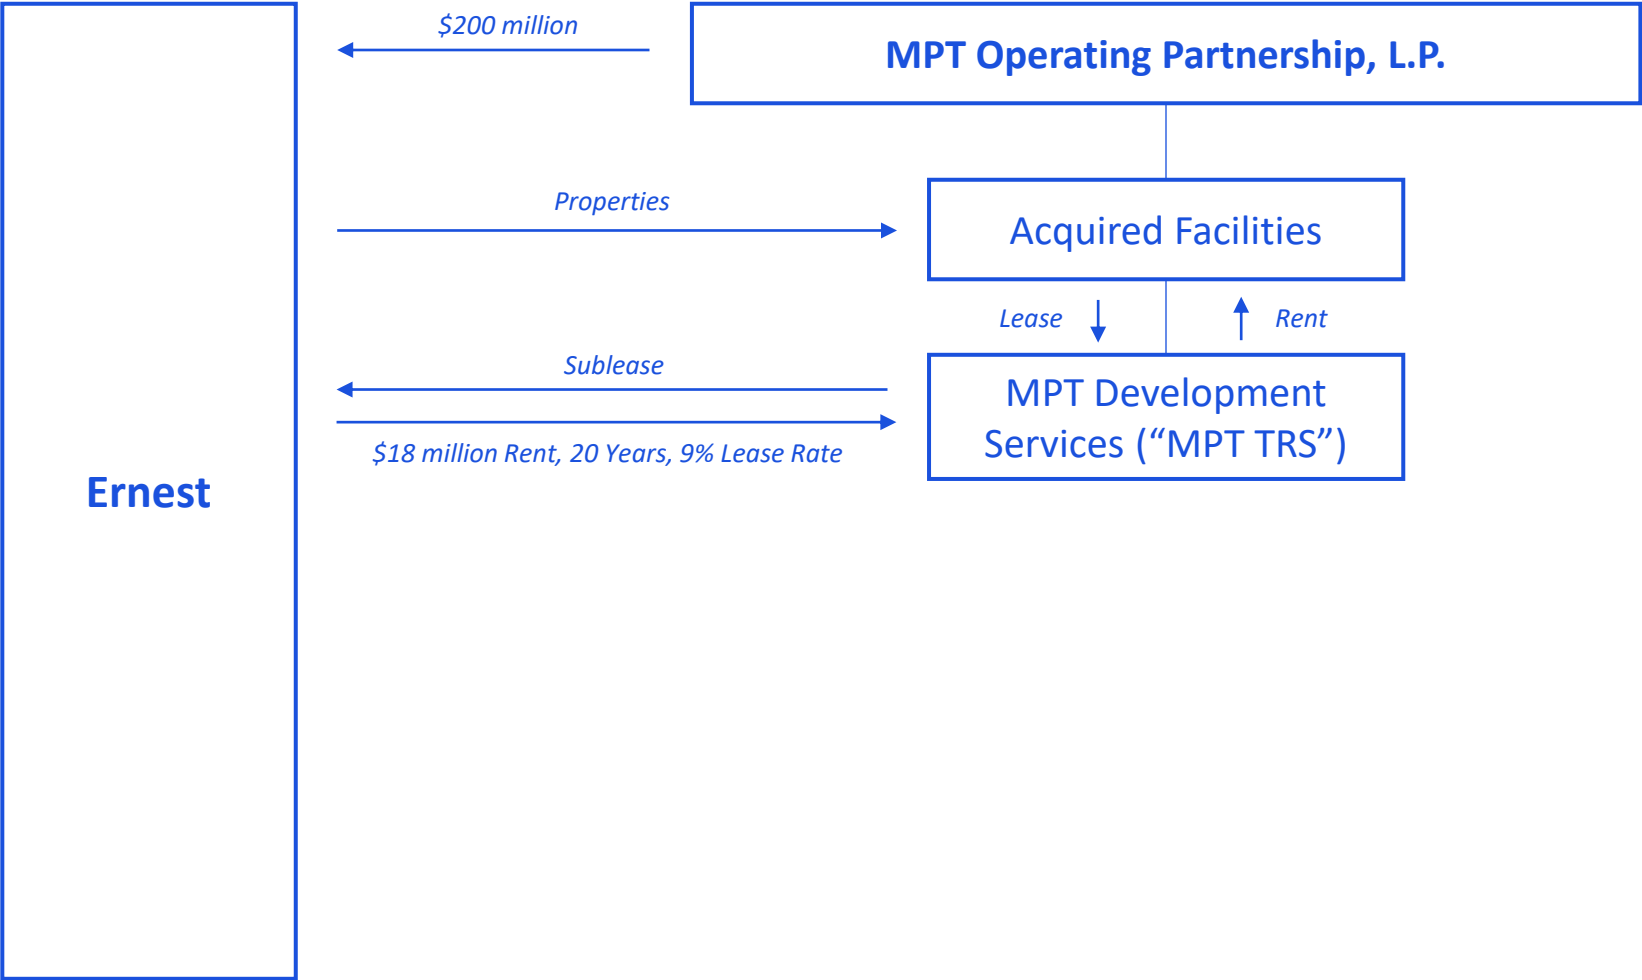 $200 million
MPT Operating Partnership, L.P.
Properties
Acquired Facilities
Lease
Rent
Sublease
MPT Development
Services (“MPT TRS”)
$18 million Rent, 20 Years, 9% Lease Rate
Ernest